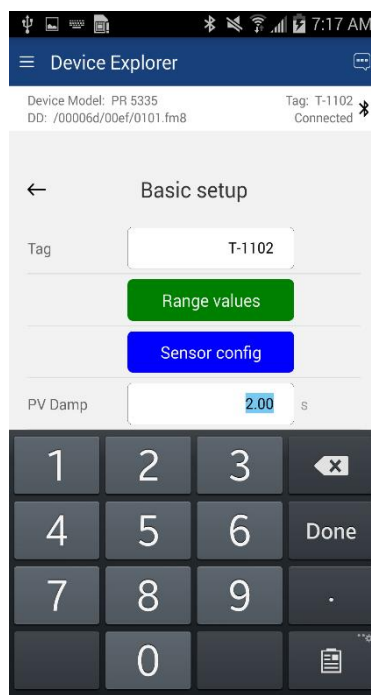 7:17 AM
Device Explorer
Device Model: PR 5335
Tag: T-1102
DD: /00006d/00ef/0101.fm8
Connected
Basic setup
Tag
T-1102
Range values
Sensor config
PV Damp
2.00
s
1 2 3
4 5 6 Done
7 8 9 .
0